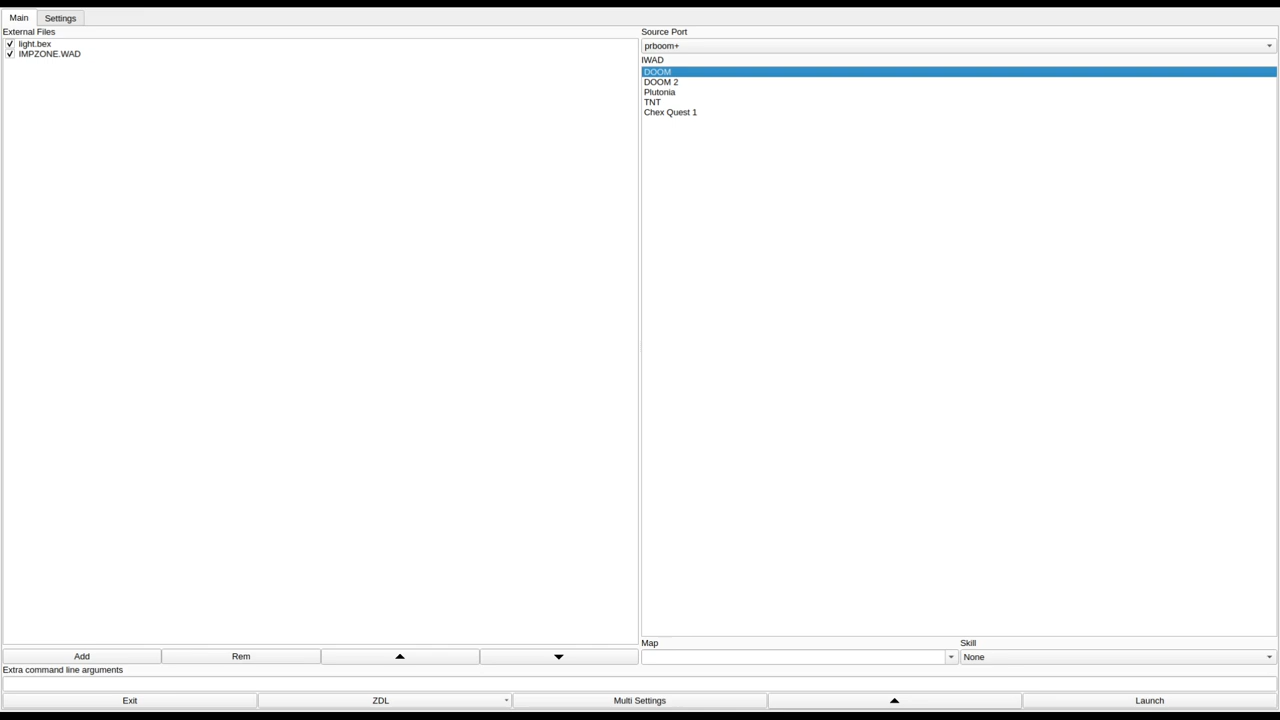 Main Settings
External Files
light.bex
IMPZONE.WAD
Source Port
prboom+
IWAD
DOOM
DOOM 2
Plutonia
TNT
Chex Quest 1
Add Rem
Map Skill
None
Extra command line arguments
Exit ZDL Multi Settings Launch